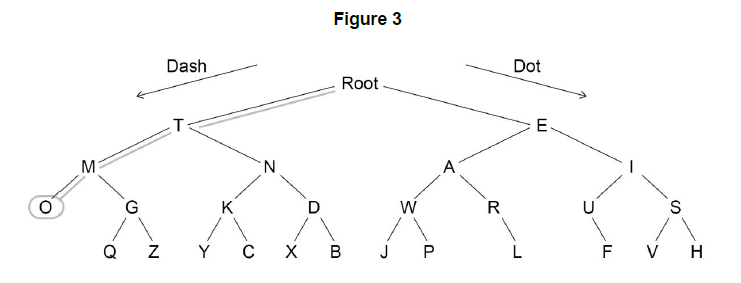 Figure 3
Dash Dot
Root
T E
M N A I
O G K D W R U S
Q Z Y C X B J P L F V H